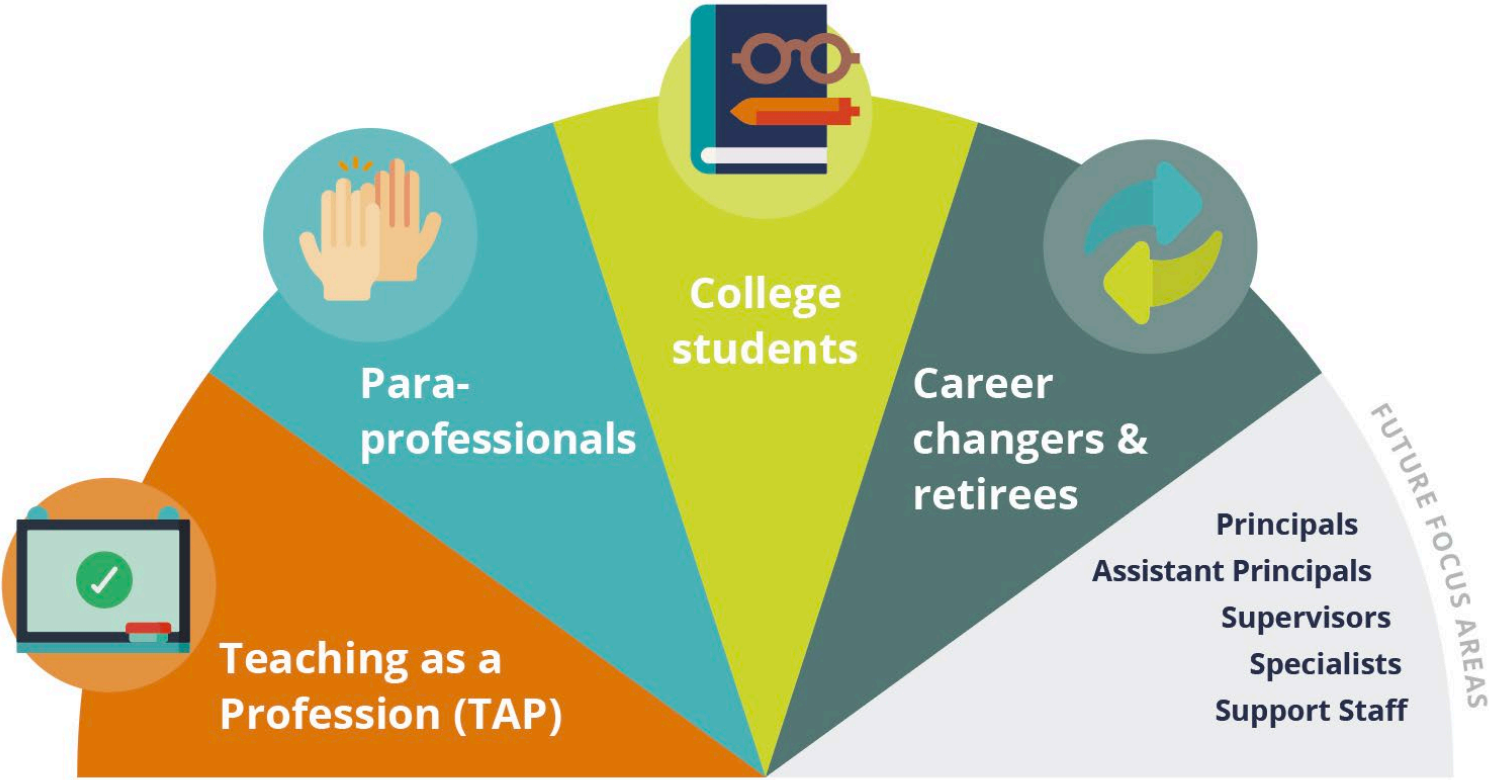 Teaching as a
Profession (TAP)
Para-
professionals
College
students
Career
changers &
retirees
Principals
Assistant Principals
Supervisors
Specialists
Support Staff
FUTURE FOCUS AREAS